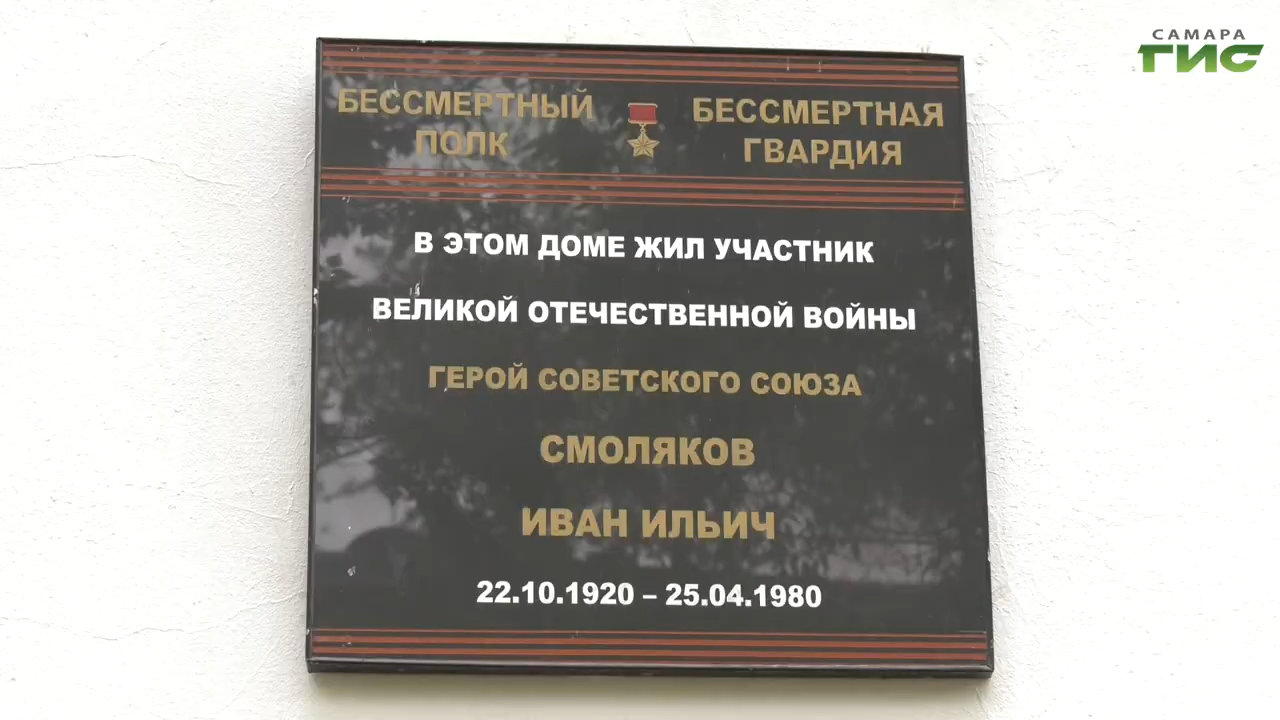 САМАРА
ГИС
БЕССМЕРТНЫЙ
ПОЛК
БЕССМЕРТНАЯ
ГВАРДИЯ
В ЭТОМ ДОМЕ ЖИЛ УЧАСТНИК
ВЕЛИКОЙ ОТЕЧЕСТВЕННОЙ ВОЙНЫ
ГЕРОЙ СОВЕТСКОГО СОЮЗА
СМОЛЯКОВ
ИВАН ИЛЬИЧ
22.10.1920 – 25.04.1980